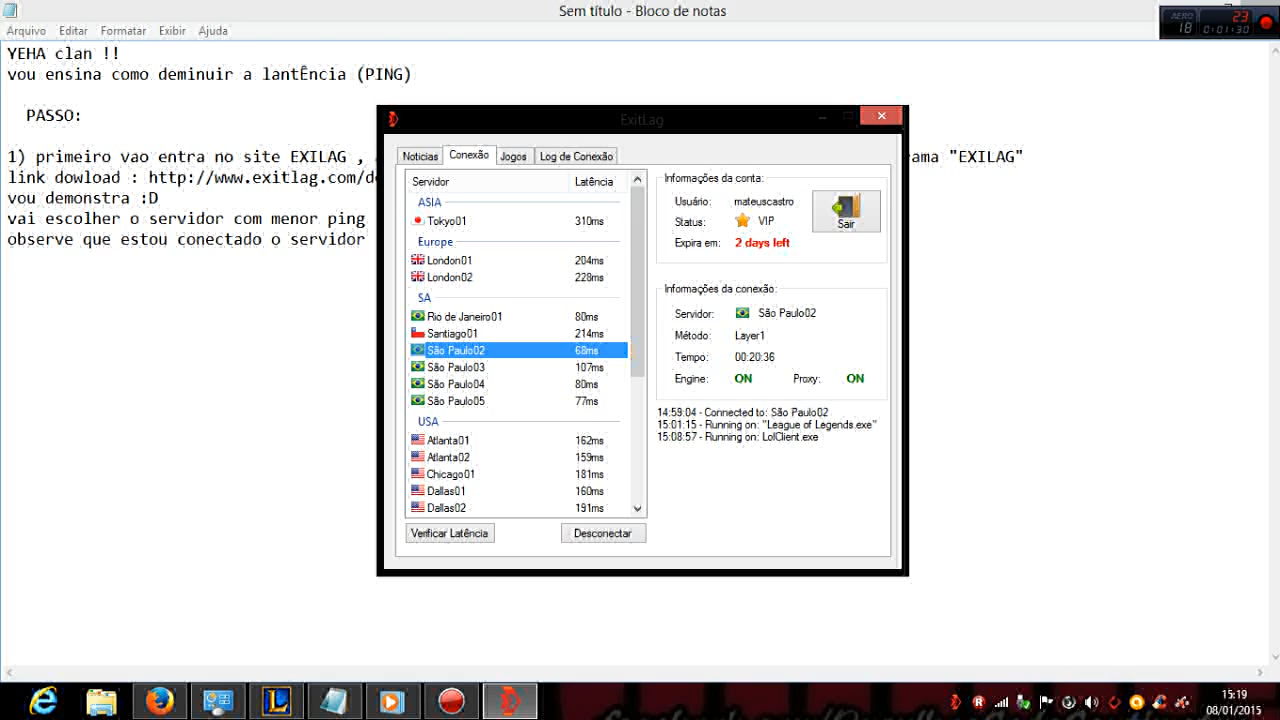 Sem título - Bloco de notas
Arquivo Editar Formatar Exibir Ajuda
AERO 18 23 0:01:30
YEHA clan !!
vou ensina como deminuir a lantÊncia (PING)
PASSO:
1) primeiro vao entra no site EXILAG , ama "EXILAG"
link dowload : http://www.exitlag.com/d
vou demonstra :D
vai escolher o servidor com menor ping
observe que estou conectado o servidor
ExitLag
Noticias Conexão Jogos Log de Conexão
Servidor Latência
ASIA
Tokyo01 310ms
Europe
London01 204ms
London02 228ms
SA
Rio de Janeiro01 80ms
Santiago01 214ms
São Paulo02 68ms
São Paulo03 107ms
São Paulo04 80ms
São Paulo05 77ms
USA
Atlanta01 162ms
Atlanta02 159ms
Chicago01 181ms
Dallas01 160ms
Dallas02 191ms
Verificar Latência Desconectar
Informações da conta:
Usuário: mateuscastro
Status: VIP
Expira em: 2 days left
Sair
Informações da conexão:
Servidor: São Paulo02
Método: Layer1
Tempo: 00:20:36
Engine: ON Proxy: ON
14:59:04 - Connected to: São Paulo02
15:01:15 - Running on: "League of Legends.exe"
15:08:57 - Running on: LolClient.exe
15:19
08/01/2015